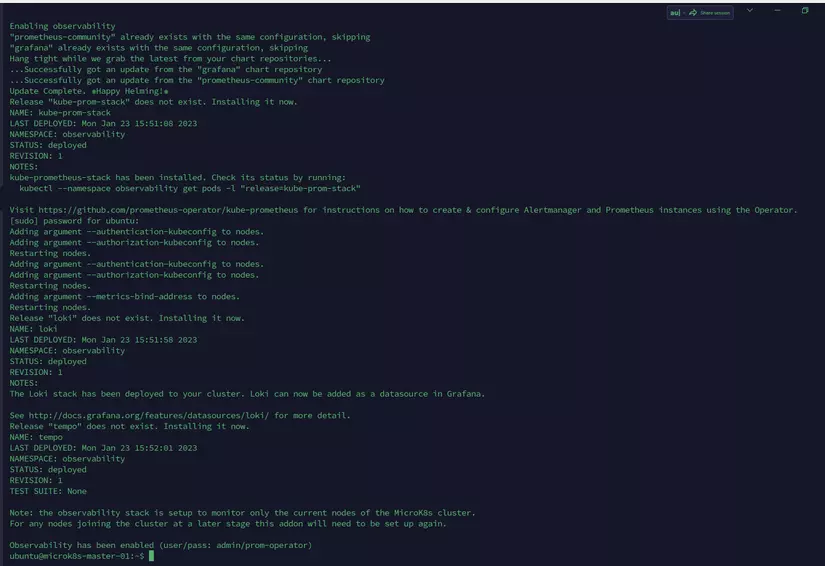 au| Share session
Enabling observability
"prometheus-community" already exists with the same configuration, skipping
"grafana" already exists with the same configuration, skipping
Hang tight while we grab the latest from your chart repositories...
...Successfully got an update from the "grafana" chart repository
...Successfully got an update from the "prometheus-community" chart repository
Update Complete. *Happy Helming!*
Release "kube-prom-stack" does not exist. Installing it now.
NAME: kube-prom-stack
LAST DEPLOYED: Mon Jan 23 15:51:08 2023
NAMESPACE: observability
STATUS: deployed
REVISION: 1
NOTES:
kube-prometheus-stack has been installed. Check its status by running:
  kubectl --namespace observability get pods -l "release=kube-prom-stack"
Visit https://github.com/prometheus-operator/kube-prometheus for instructions on how to create & configure Alertmanager and Prometheus instances using the Operator.
[sudo] password for ubuntu:
Adding argument --authentication-kubeconfig to nodes.
Adding argument --authorization-kubeconfig to nodes.
Restarting nodes.
Adding argument --authentication-kubeconfig to nodes.
Adding argument --authorization-kubeconfig to nodes.
Restarting nodes.
Adding argument --metrics-bind-address to nodes.
Restarting nodes.
Release "loki" does not exist. Installing it now.
NAME: loki
LAST DEPLOYED: Mon Jan 23 15:51:58 2023
NAMESPACE: observability
STATUS: deployed
REVISION: 1
NOTES:
The Loki stack has been deployed to your cluster. Loki can now be added as a datasource in Grafana.
See http://docs.grafana.org/features/datasources/loki/ for more detail.
Release "tempo" does not exist. Installing it now.
NAME: tempo
LAST DEPLOYED: Mon Jan 23 15:52:01 2023
NAMESPACE: observability
STATUS: deployed
REVISION: 1
TEST SUITE: None
Note: the observability stack is setup to monitor only the current nodes of the MicroK8s cluster.
For any nodes joining the cluster at a later stage this addon will need to be set up again.
Observability has been enabled (user/pass: admin/prom-operator)
ubuntu@microk8s-master-01:~$